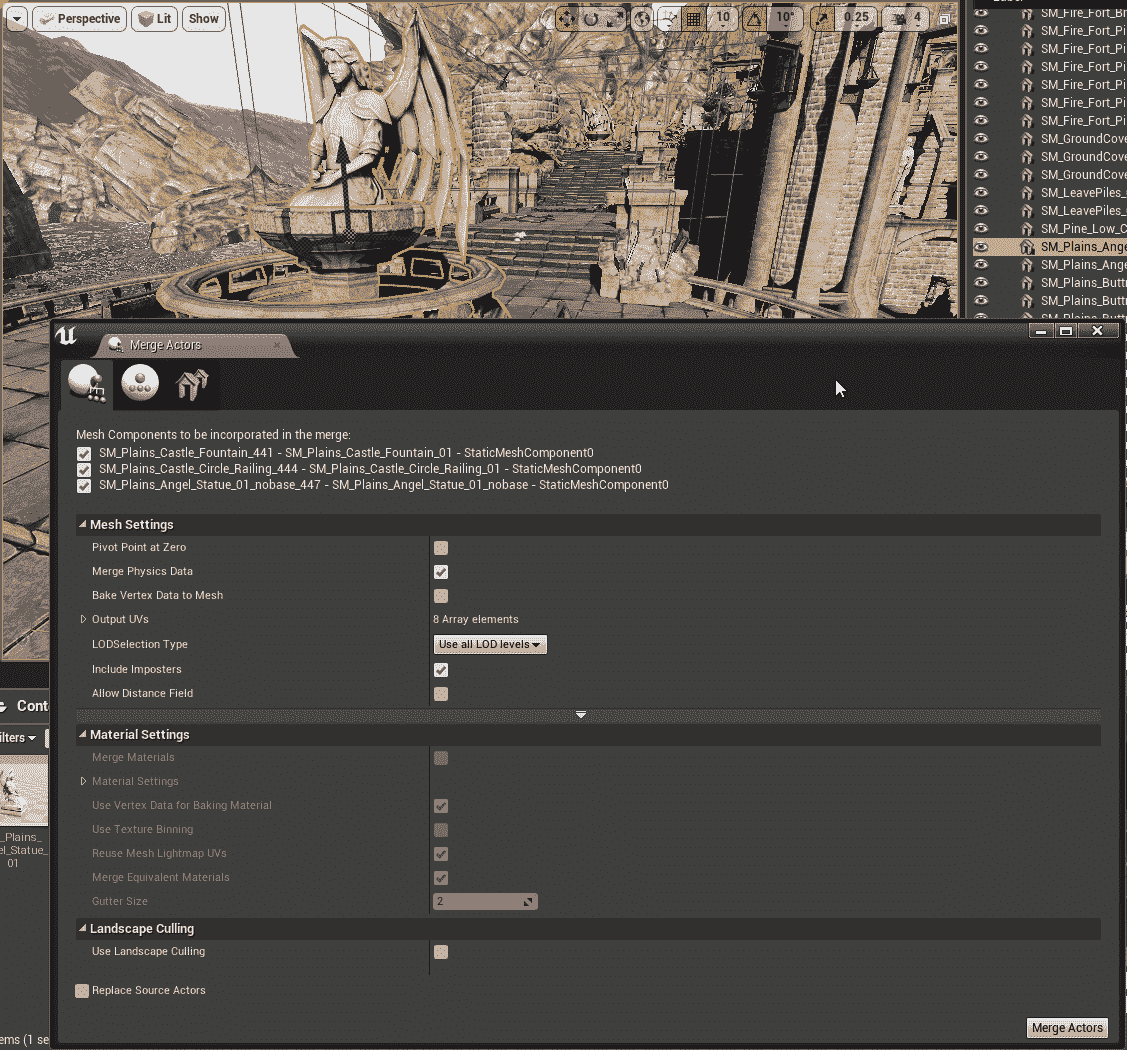 Perspective Lit Show 10 10° 0.25 4
SM_Fire_Fort_Br
SM_Fire_Fort_Pi
SM_Fire_Fort_Pi
SM_Fire_Fort_Pi
SM_Fire_Fort_Pi
SM_Fire_Fort_Pi
SM_Fire_Fort_Pi
SM_GroundCove
SM_GroundCove
SM_GroundCove
SM_LeavePiles_
SM_LeavePiles_
SM_Pine_Low_C
SM_Plains_Ange
SM_Plains_Ange
SM_Plains_Buttr
SM_Plains_Buttr
Merge Actors
Mesh Components to be incorporated in the merge:
SM_Plains_Castle_Fountain_441 - SM_Plains_Castle_Fountain_01 - StaticMeshComponent0
SM_Plains_Castle_Circle_Railing_444 - SM_Plains_Castle_Circle_Railing_01 - StaticMeshComponent0
SM_Plains_Angel_Statue_01_nobase_447 - SM_Plains_Angel_Statue_01_nobase - StaticMeshComponent0
Mesh Settings
Pivot Point at Zero
Merge Physics Data
Bake Vertex Data to Mesh
Output UVs 8 Array elements
LODSelection Type Use all LOD levels
Include Imposters
Allow Distance Field
Material Settings
Merge Materials
Material Settings
Use Vertex Data for Baking Material
Use Texture Binning
Reuse Mesh Lightmap UVs
Merge Equivalent Materials
Gutter Size 2
Landscape Culling
Use Landscape Culling
Replace Source Actors
Merge Actors
Cont
ilters
_Plains_
el_Statue_
01
ems (1 se